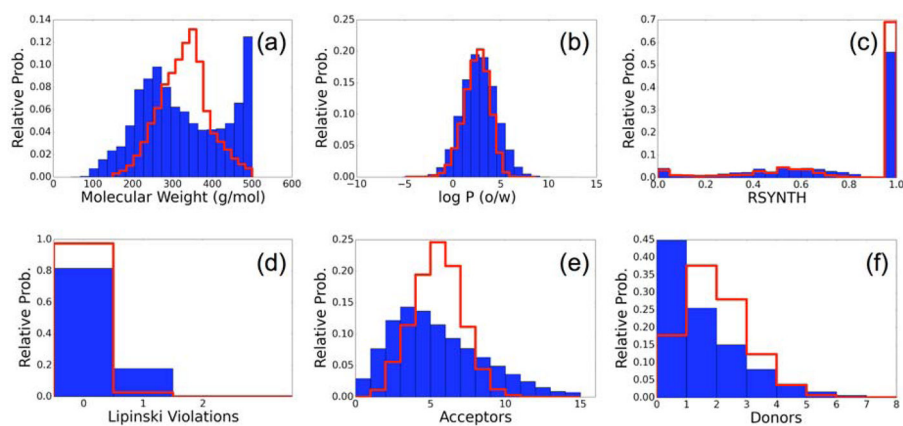 0.14
0.12
0.10
0.08
0.06
0.04
0.02
0.00
0 100 200 300 400 500 600
Relative Prob.
Molecular Weight (g/mol)
(a)
0.25
0.20
0.15
0.10
0.05
0.00
−10 −5 0 5 10 15
Relative Prob.
log P (o/w)
(b)
0.7
0.6
0.5
0.4
0.3
0.2
0.1
0.0
0.0 0.2 0.4 0.6 0.8 1.0
Relative Prob.
RSYNTH
(c)
1.0
0.8
0.6
0.4
0.2
0.0
0 1 2
Relative Prob.
Lipinski Violations
(d)
0.25
0.20
0.15
0.10
0.05
0.00
0 5 10 15
Relative Prob.
Acceptors
(e)
0.45
0.40
0.35
0.30
0.25
0.20
0.15
0.10
0.05
0.00
0 1 2 3 4 5 6 7 8
Relative Prob.
Donors
(f)